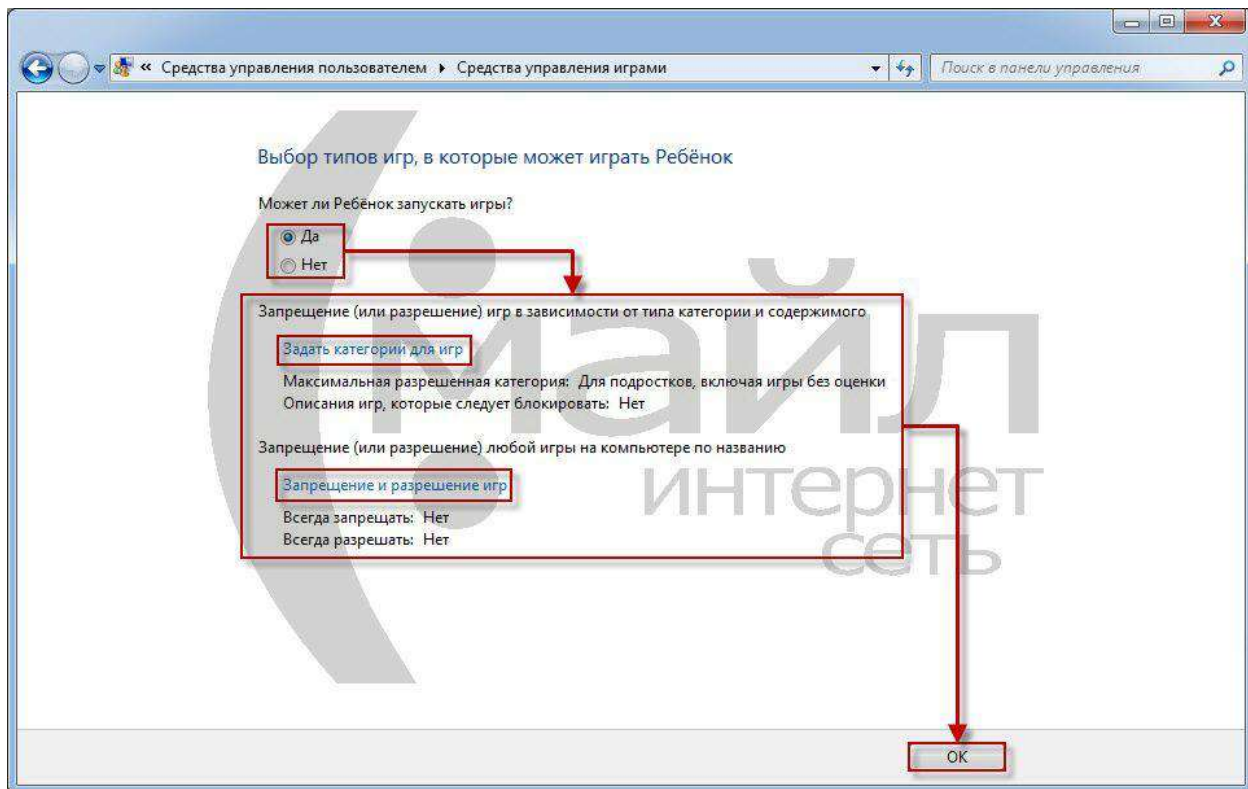 « Средства управления пользователем ▸ Средства управления играми
Поиск в панели управления
Выбор типов игр, в которые может играть Ребёнок
Может ли Ребёнок запускать игры?
Да
Нет
Запрещение (или разрешение) игр в зависимости от типа категории и содержимого
Задать категории для игр
Максимальная разрешенная категория: Для подростков, включая игры без оценки
Описания игр, которые следует блокировать: Нет
Запрещение (или разрешение) любой игры на компьютере по названию
Запрещение и разрешение игр
Всегда запрещать: Нет
Всегда разрешать: Нет
майл
интернет
сеть
ОК